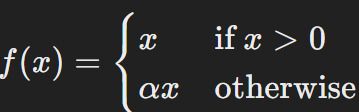 f(x) = { x if x > 0
αx otherwise